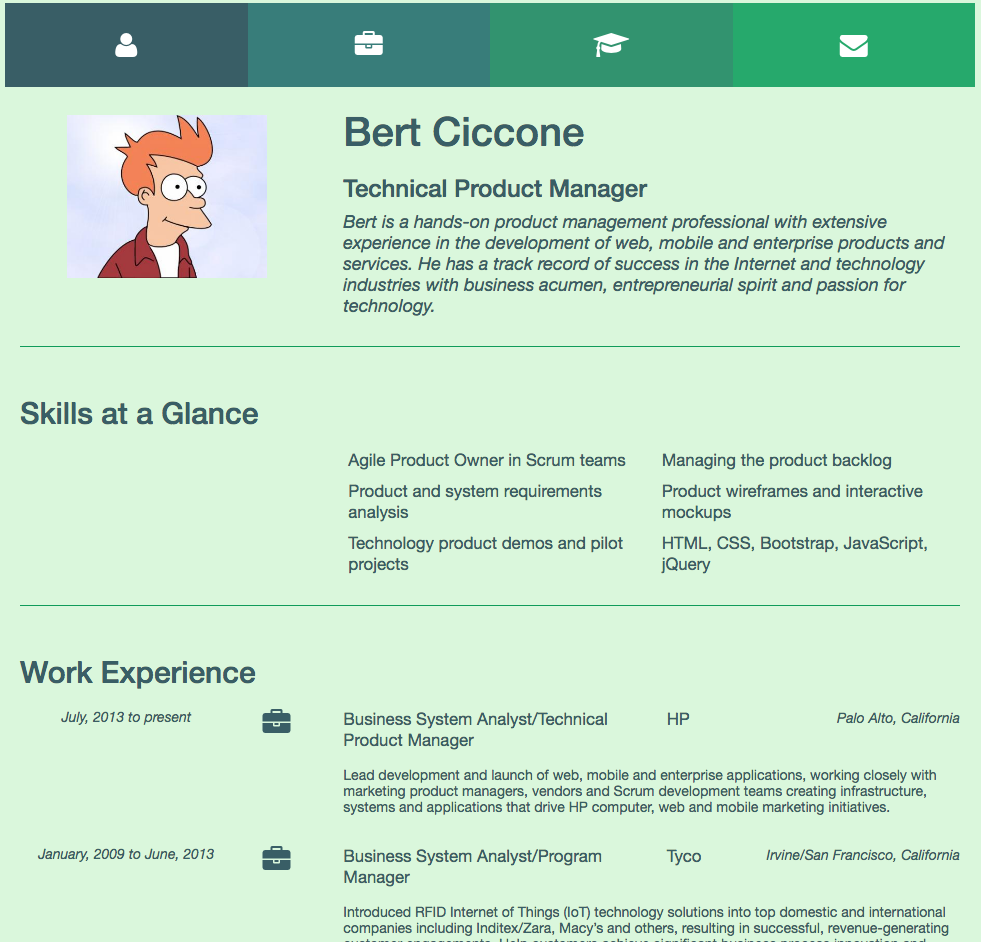 Bert Ciccone
Technical Product Manager
Bert is a hands-on product management professional with extensive
experience in the development of web, mobile and enterprise products and
services. He has a track record of success in the Internet and technology
industries with business acumen, entrepreneurial spirit and passion for
technology.
Skills at a Glance
Agile Product Owner in Scrum teams
Managing the product backlog
Product and system requirements
analysis
Product wireframes and interactive
mockups
Technology product demos and pilot
projects
HTML, CSS, Bootstrap, JavaScript,
jQuery
Work Experience
July, 2013 to present
Business System Analyst/Technical
Product Manager
HP
Palo Alto, California
Lead development and launch of web, mobile and enterprise applications, working closely with
marketing product managers, vendors and Scrum development teams creating infrastructure,
systems and applications that drive HP computer, web and mobile marketing initiatives.
January, 2009 to June, 2013
Business System Analyst/Program
Manager
Tyco
Irvine/San Francisco, California
Introduced RFID Internet of Things (IoT) technology solutions into top domestic and international
companies including Inditex/Zara, Macy's and others, resulting in successful, revenue-generating